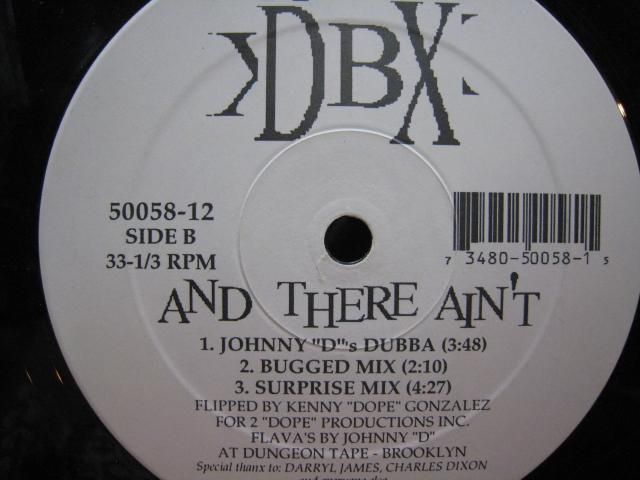 DBX
50058-12
SIDE B
33-1/3 RPM
7 3480-50058-1 5
AND THERE AIN'T
1. JOHNNY "D"'s DUBBA (3:48)
2. BUGGED MIX (2:10)
3. SURPRISE MIX (4:27)
FLIPPED BY KENNY "DOPE" GONZALEZ
FOR 2 "DOPE" PRODUCTIONS INC.
FLAVA'S BY JOHNNY "D"
AT DUNGEON TAPE - BROOKLYN
Special thanx to: DARRYL JAMES, CHARLES DIXON